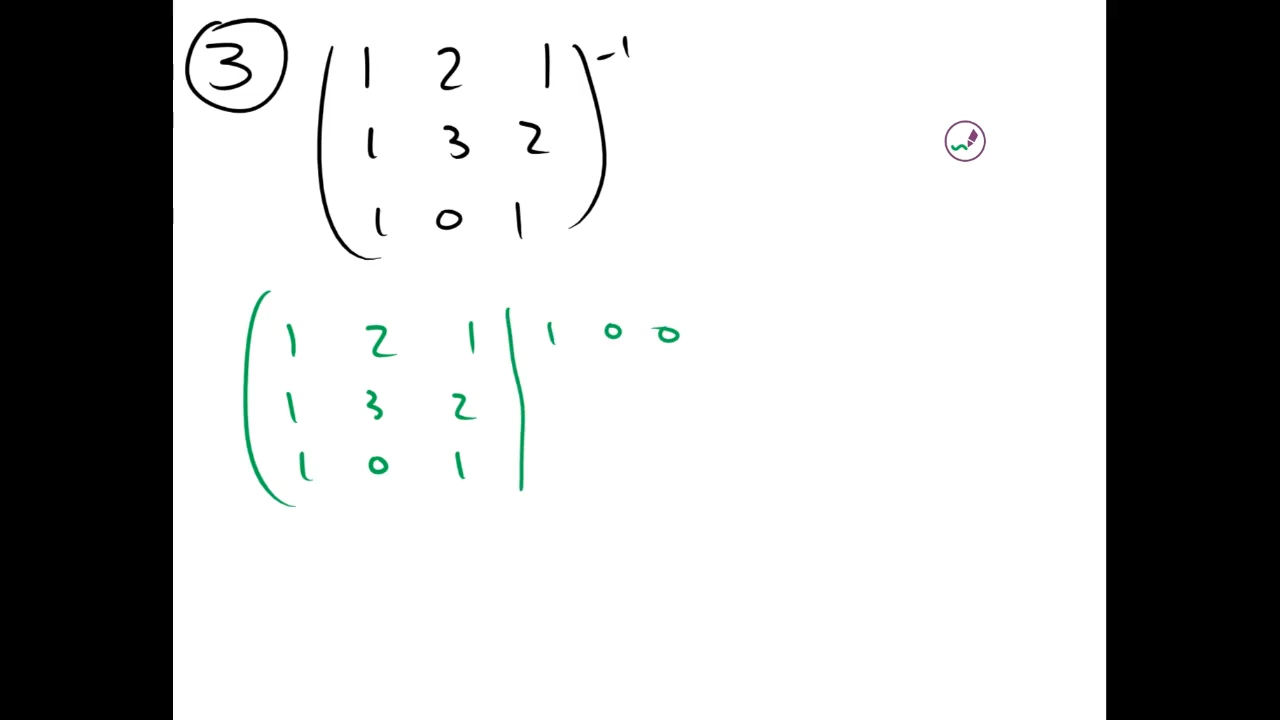 3 ( 1 2 1 )-1
1 3 2
1 0 1
( 1 2 1 | 1 0 0
1 3 2 |
1 0 1 |